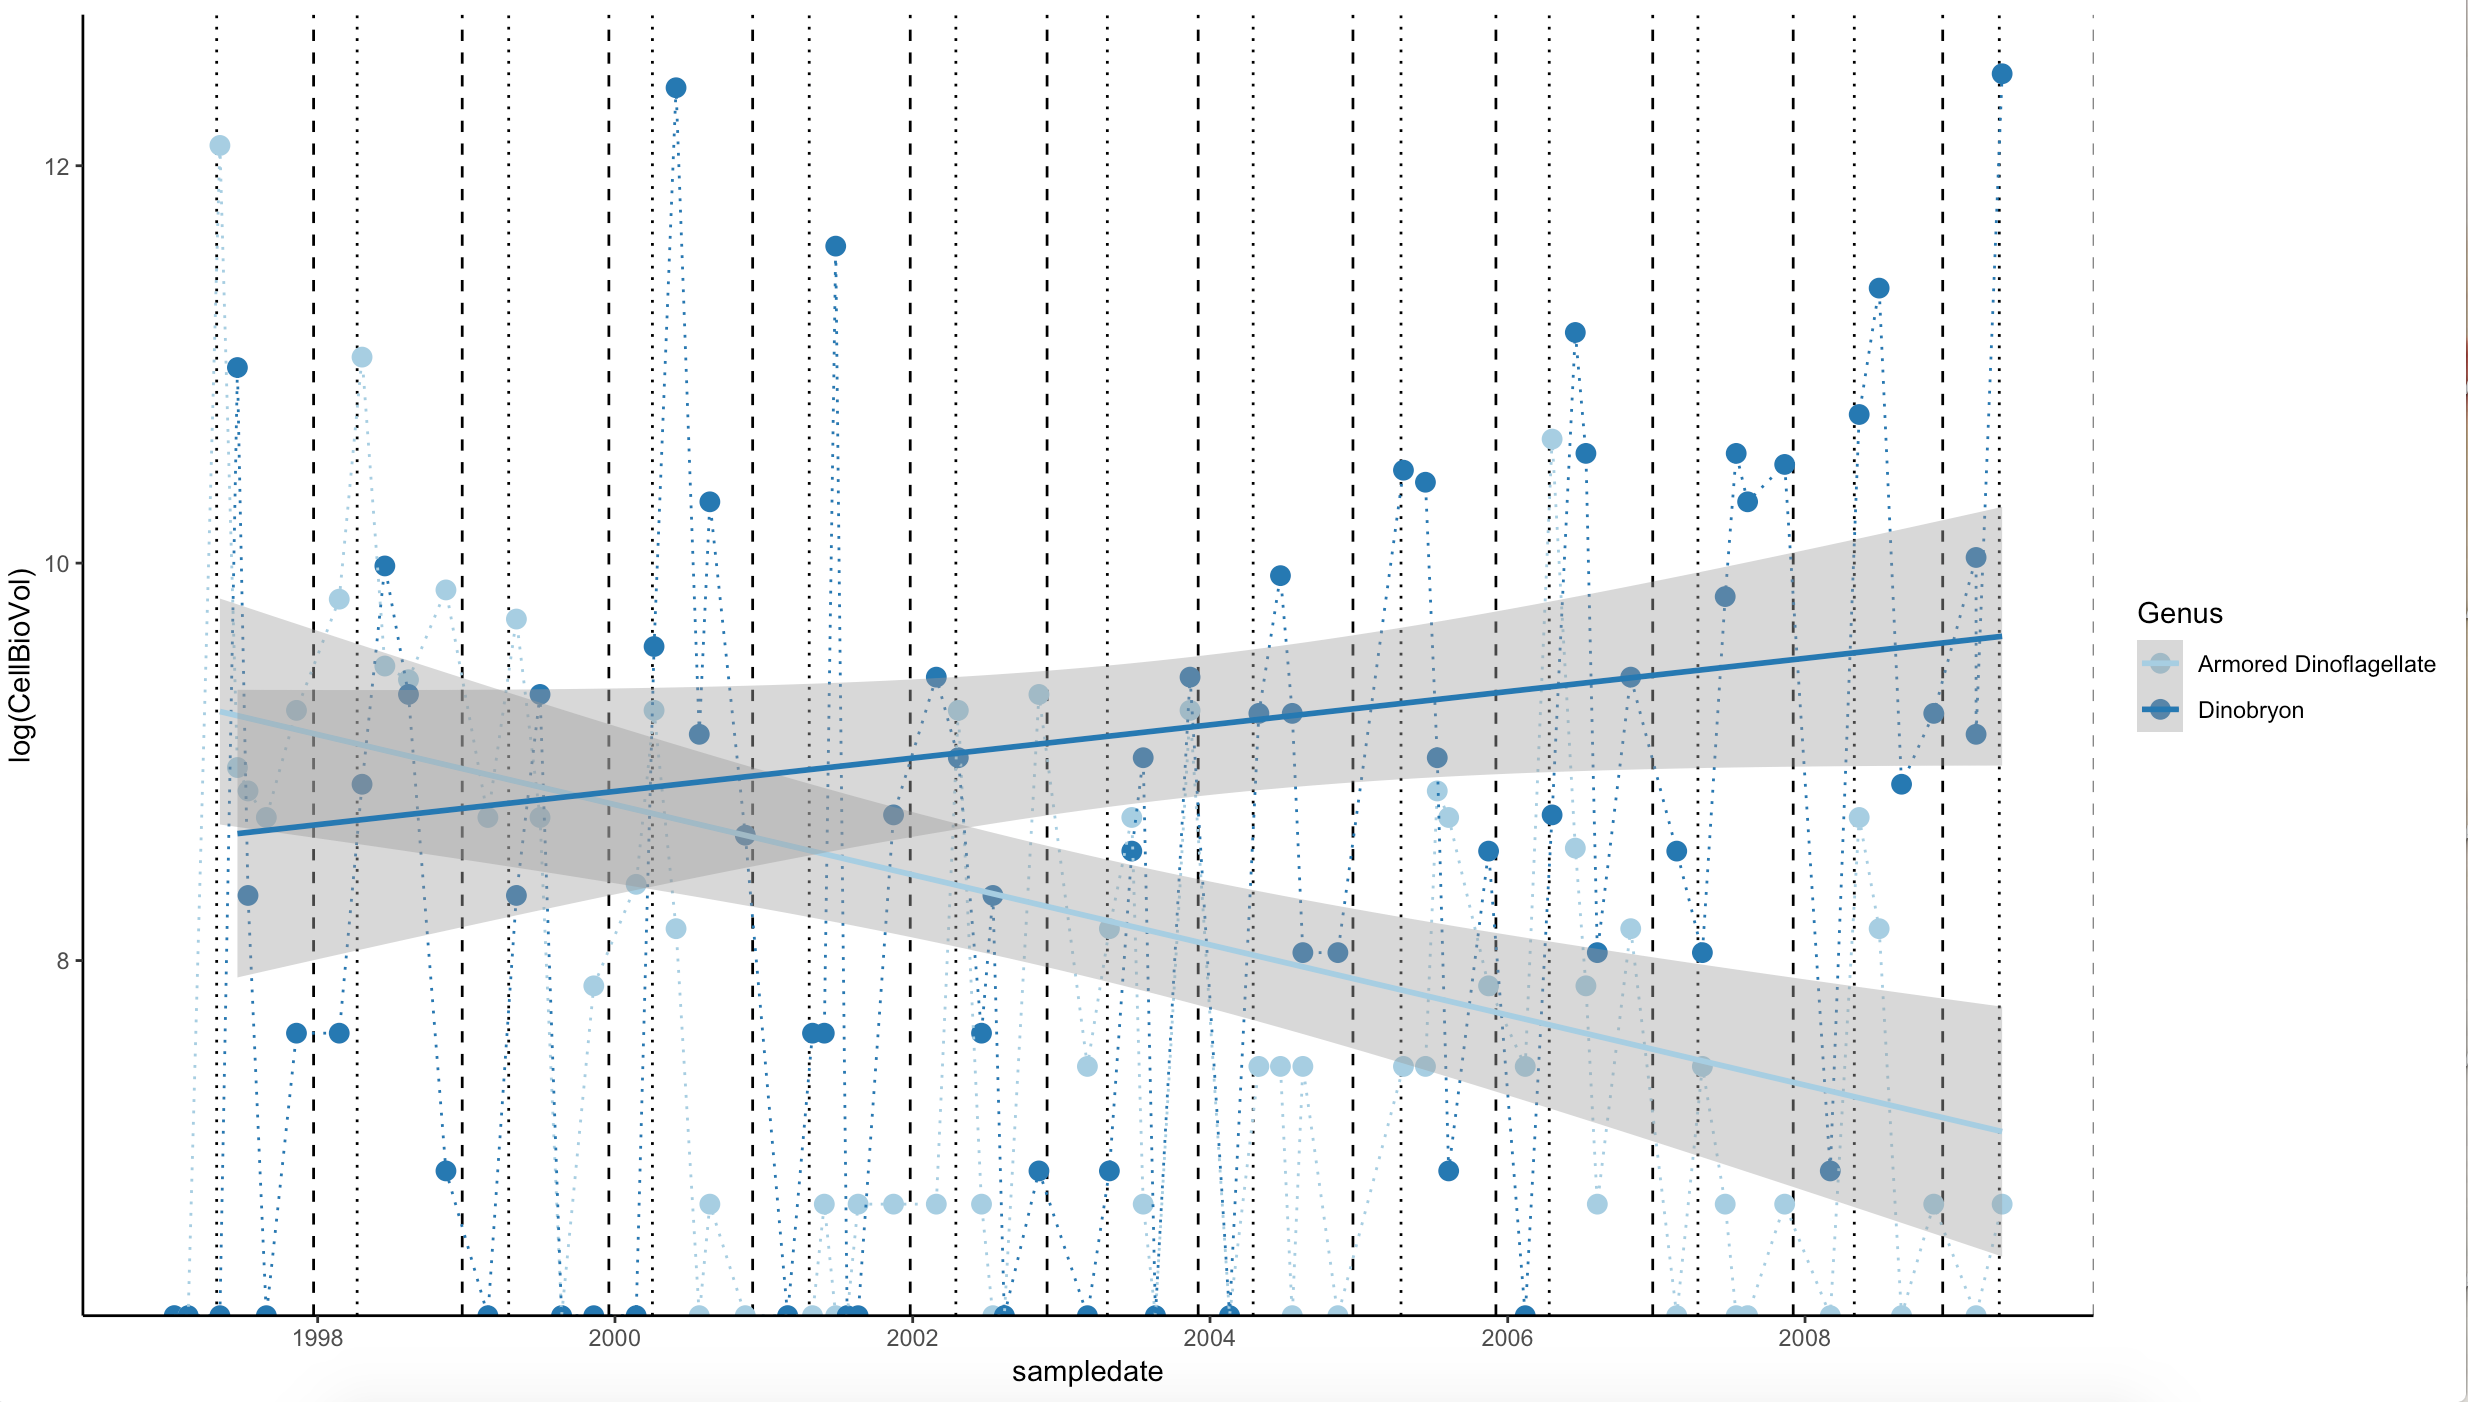 12
10
8
log(CellBioVol)
1998 2000 2002 2004 2006 2008
sampledate
Genus
Armored Dinoflagellate
Dinobryon